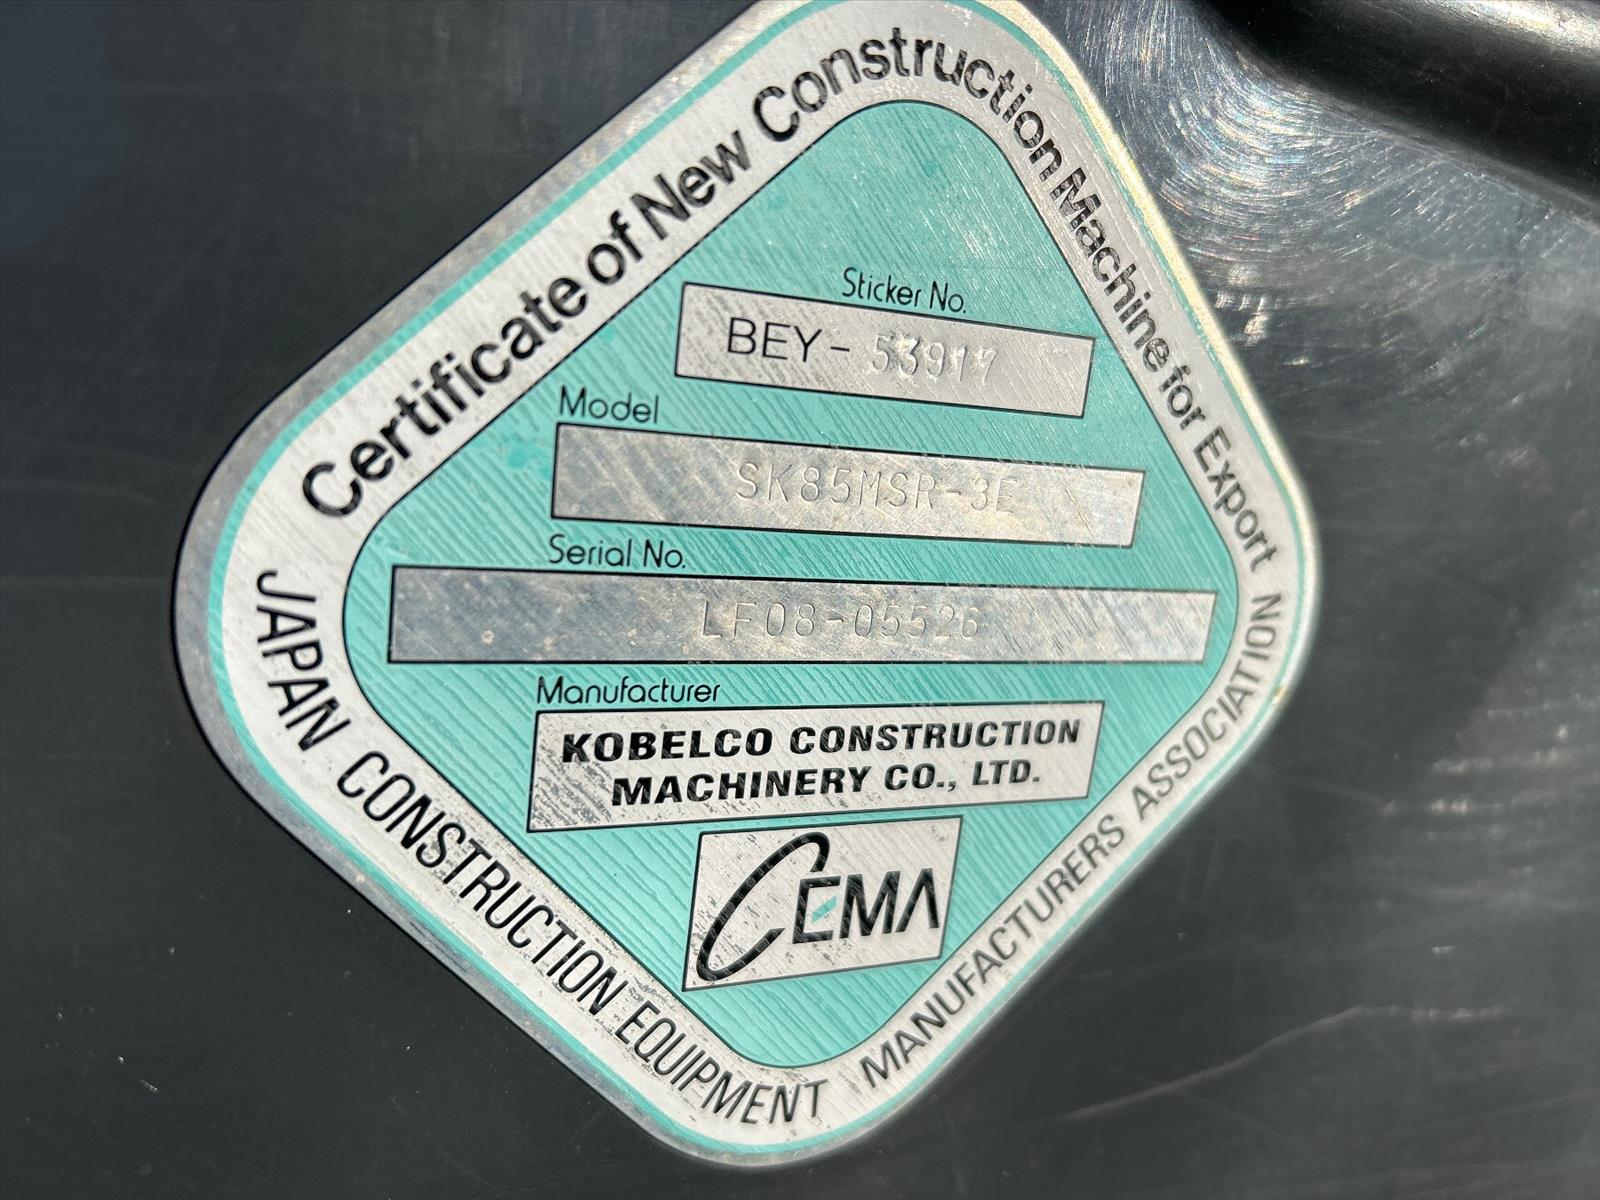 Certificate of New Construction Machine for Export
Sticker No.
BEY- 53917
Model
SK85MSR-3E
Serial No.
LF08-05526
Manufacturer
KOBELCO CONSTRUCTION
MACHINERY CO., LTD.
CEMA
JAPAN CONSTRUCTION EQUIPMENT MANUFACTURERS ASSOCIATION